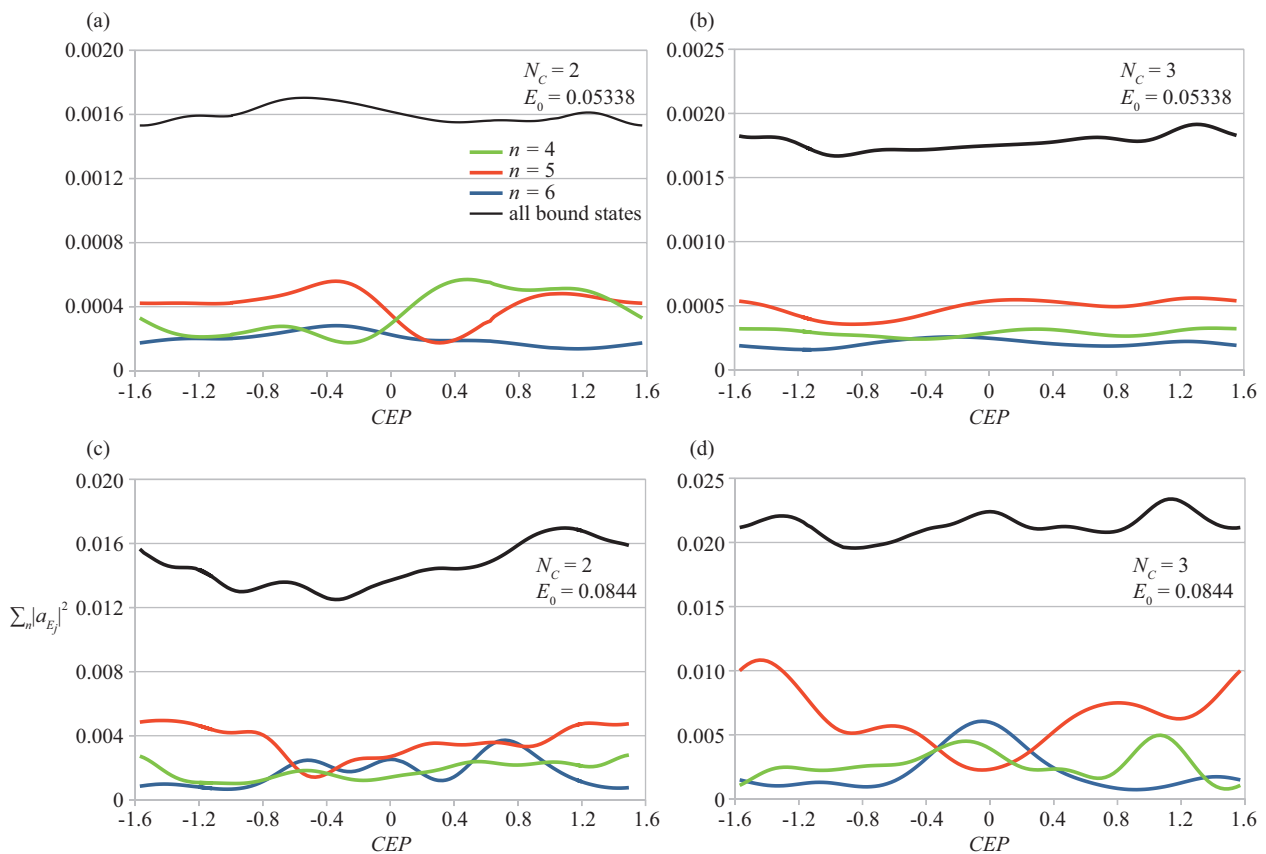 (a)
0.0020
0.0016
0.0012
0.0008
0.0004
0
-1.6 -1.2 -0.8 -0.4 0 0.4 0.8 1.2 1.6
CEP
N_C = 2
E_0 = 0.05338
n = 4
n = 5
n = 6
all bound states
(b)
0.0025
0.0020
0.0015
0.0010
0.0005
0
-1.6 -1.2 -0.8 -0.4 0 0.4 0.8 1.2 1.6
CEP
N_C = 3
E_0 = 0.05338
(c)
0.020
0.016
0.012
0.008
0.004
0
∑_n|a_{E_j}|^2
-1.6 -1.2 -0.8 -0.4 0 0.4 0.8 1.2 1.6
CEP
N_C = 2
E_0 = 0.0844
(d)
0.025
0.020
0.015
0.010
0.005
0
-1.6 -1.2 -0.8 -0.4 0 0.4 0.8 1.2 1.6
CEP
N_C = 3
E_0 = 0.0844